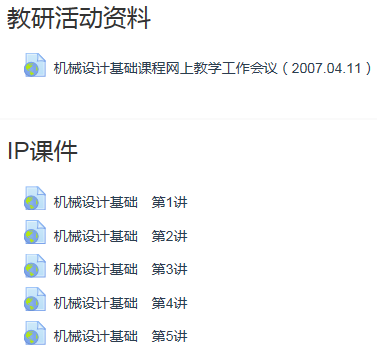 教研活动资料
机械设计基础课程网上教学工作会议（2007.04.11）
IP课件
机械设计基础　第1讲
机械设计基础　第2讲
机械设计基础　第3讲
机械设计基础　第4讲
机械设计基础　第5讲